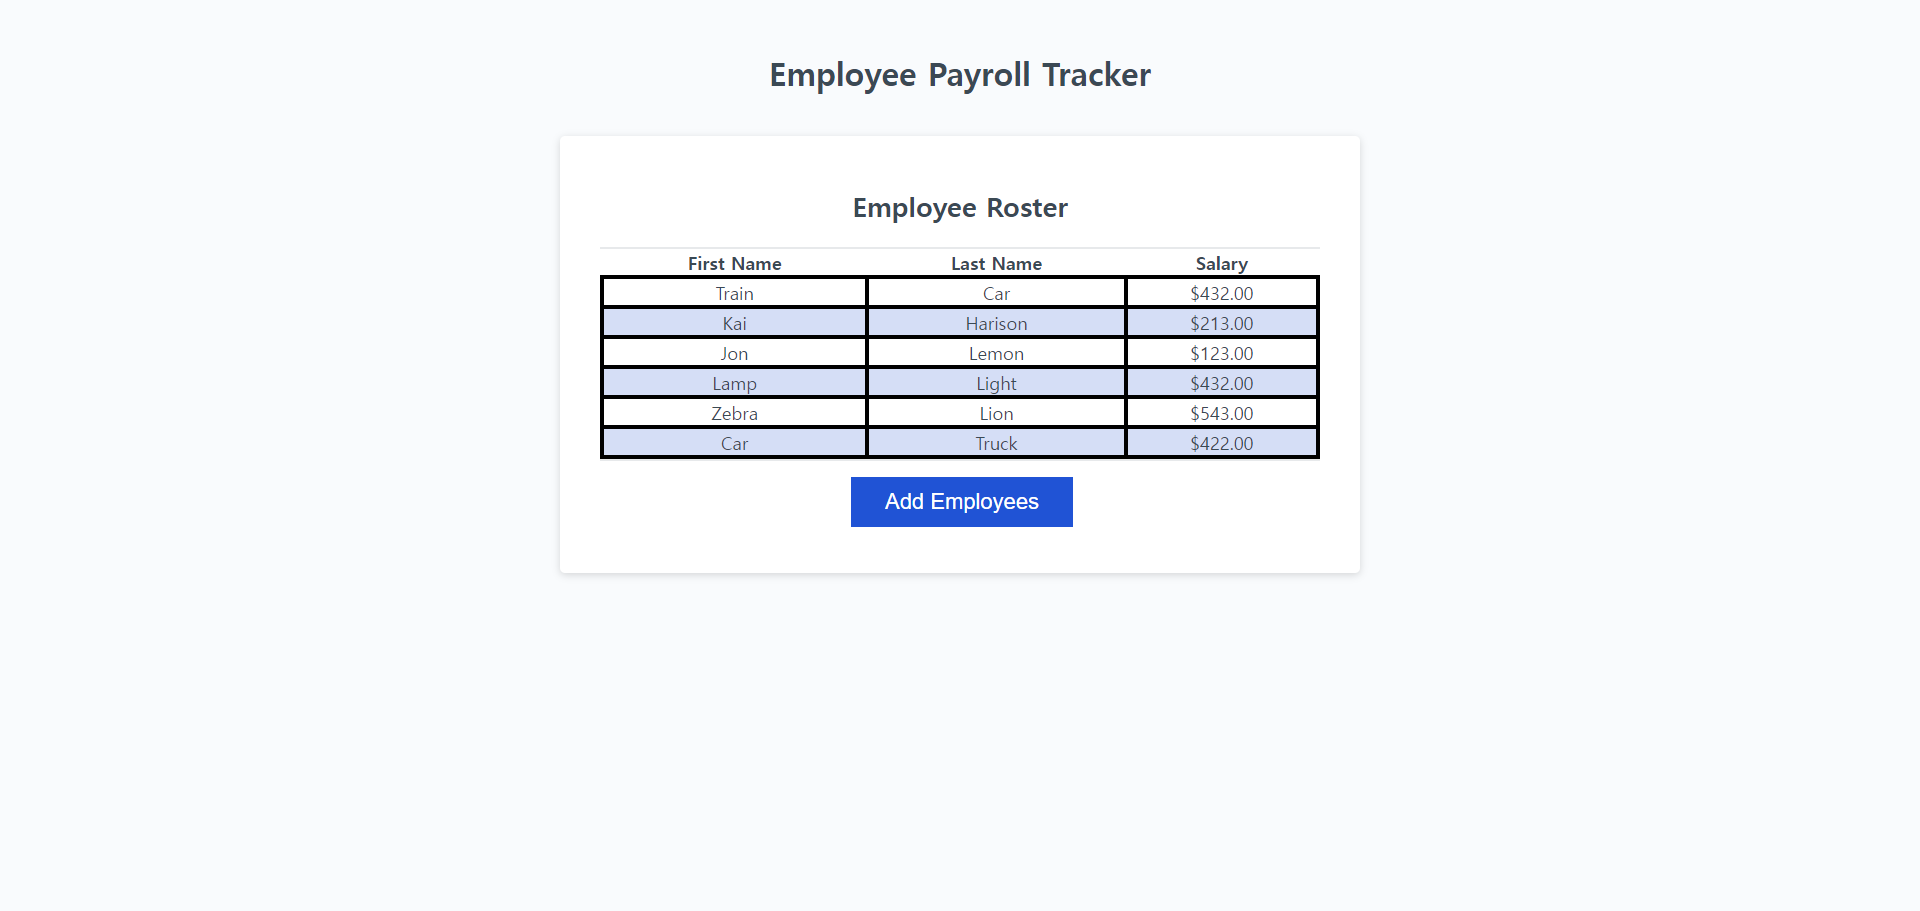 Employee Payroll Tracker
Employee Roster
First Name Last Name Salary
Train Car $432.00
Kai Harison $213.00
Jon Lemon $123.00
Lamp Light $432.00
Zebra Lion $543.00
Car Truck $422.00
Add Employees